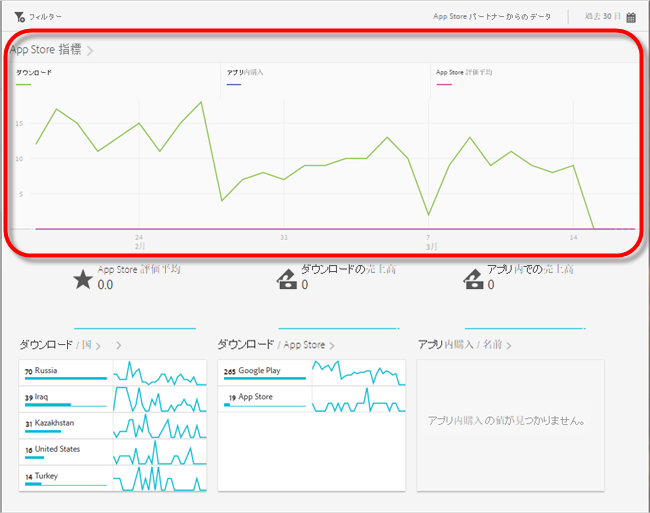 フィルター
App Store パートナーからのデータ
過去 30 日
App Store 指標
ダウンロード
アプリ内購入
App Store 評価平均
15
10
5
24
2月
31
7
3月
14
App Store 評価平均
0.0
ダウンロードの売上高
0
アプリ内での売上高
0
ダウンロード / 国
ダウンロード / App Store
アプリ内購入 / 名前
70 Russia
39 Iraq
31 Kazakhstan
16 United States
14 Turkey
265 Google Play
19 App Store
アプリ内購入 の値が見つかりません。